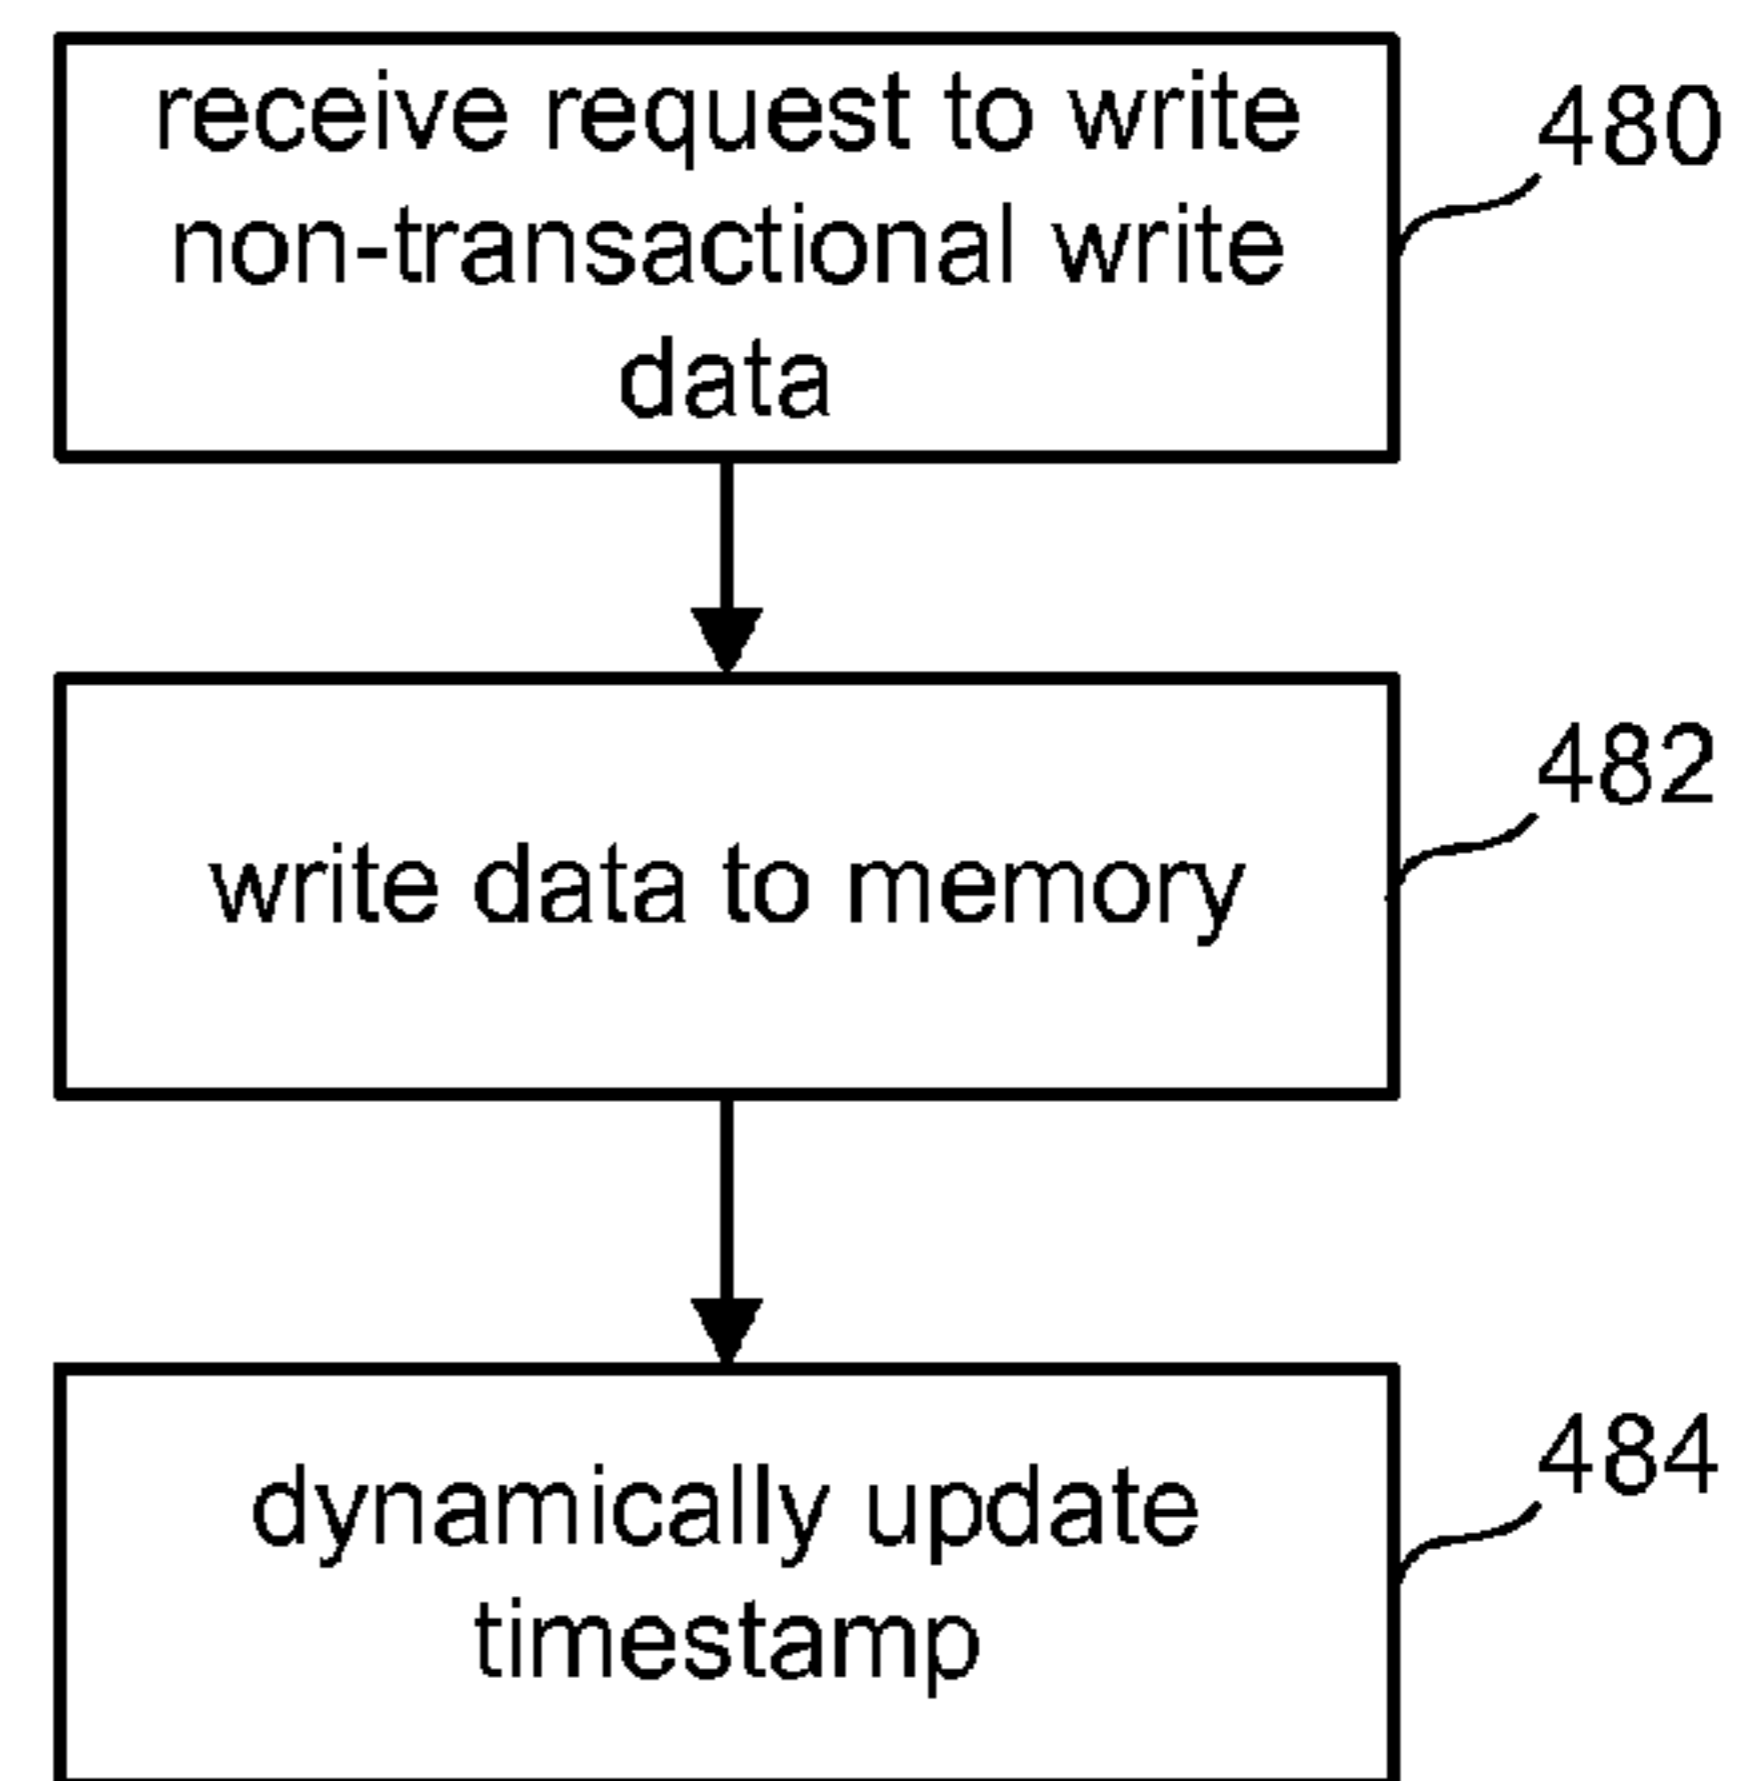 receive request to write
non-transactional write
data
480
write data to memory
482
dynamically update
timestamp
484